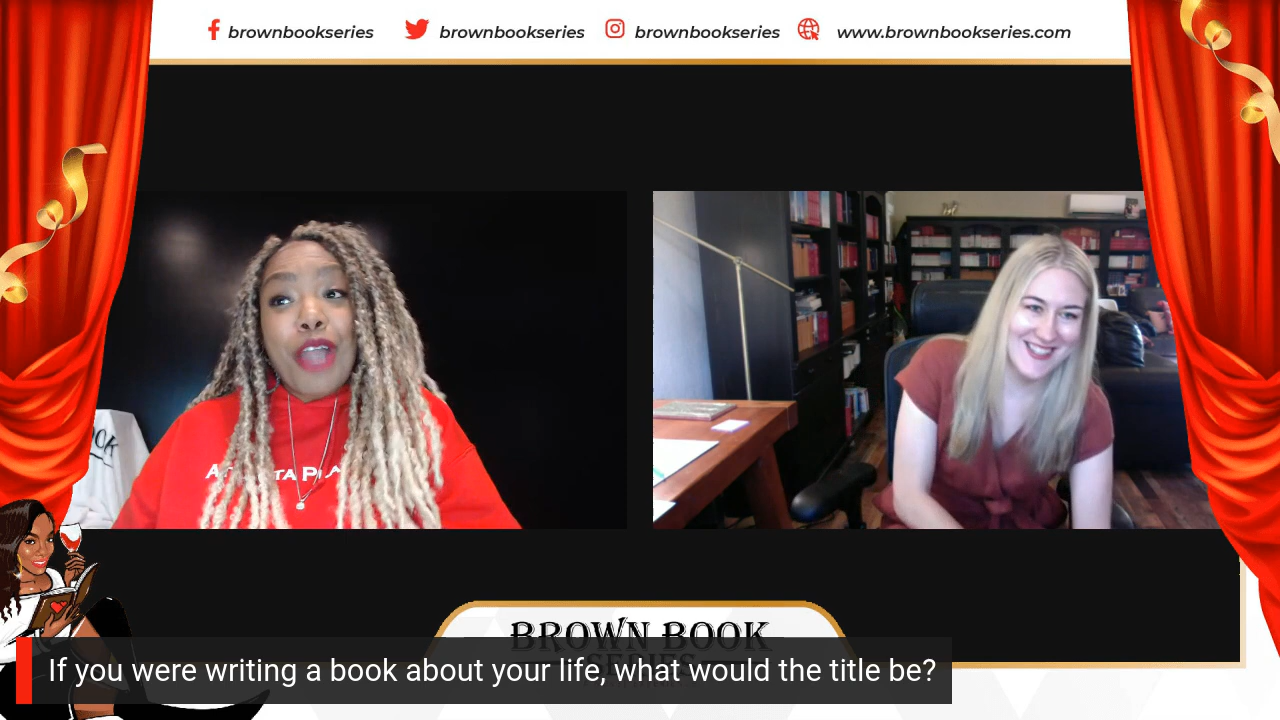 brownbookseries brownbookseries brownbookseries www.brownbookseries.com
BROWN BOOK
SERIES
If you were writing a book about your life, what would the title be?